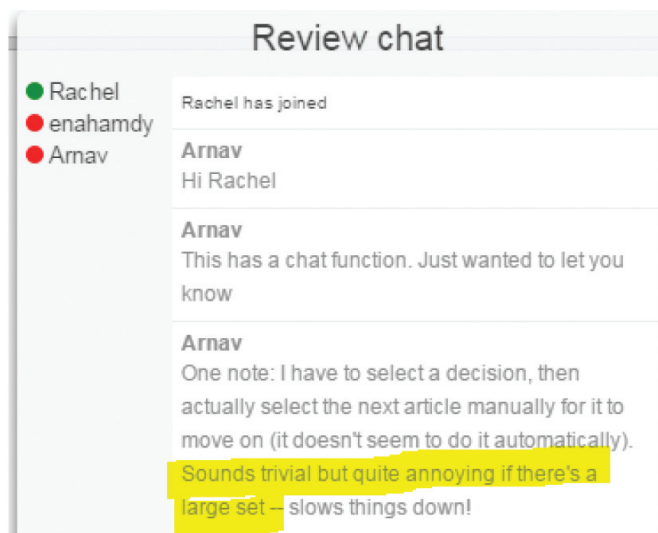 Review chat
Rachel
enahamdy
Arnav
Rachel has joined
Arnav
Hi Rachel
Arnav
This has a chat function. Just wanted to let you
know
Arnav
One note: I have to select a decision, then
actually select the next article manually for it to
move on (it doesn't seem to do it automatically).
Sounds trivial but quite annoying if there's a
large set -- slows things down!